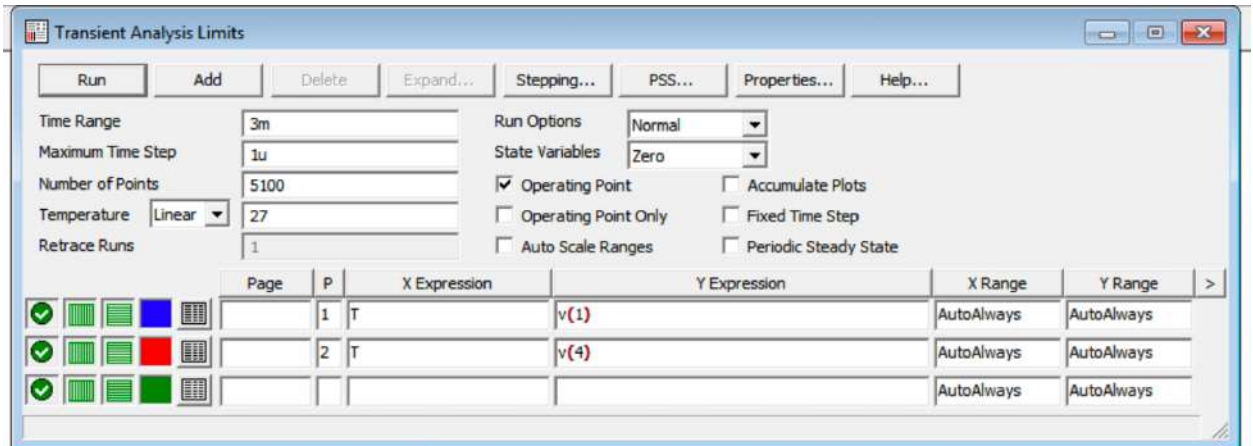 Transient Analysis Limits
Run Add Delete Expand... Stepping... PSS... Properties... Help...
Time Range 3m Run Options Normal
Maximum Time Step 1u State Variables Zero
Number of Points 5100 Operating Point Accumulate Plots
Temperature Linear 27 Operating Point Only Fixed Time Step
Retrace Runs 1 Auto Scale Ranges Periodic Steady State
Page P X Expression Y Expression X Range Y Range >
1 T v(1) AutoAlways AutoAlways
2 T v(4) AutoAlways AutoAlways
AutoAlways AutoAlways